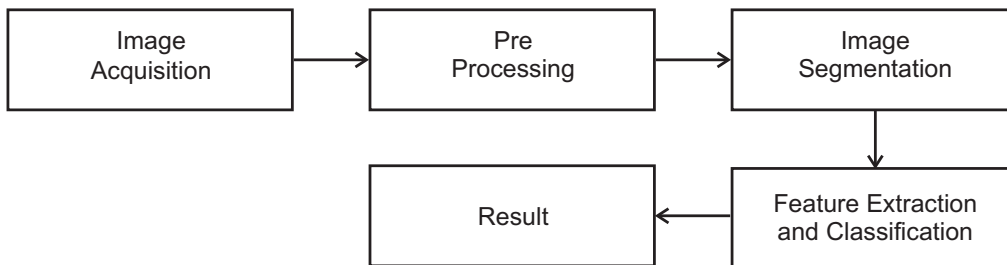 Image
Acquisition
Pre
Processing
Image
Segmentation
Feature Extraction
and Classification
Result